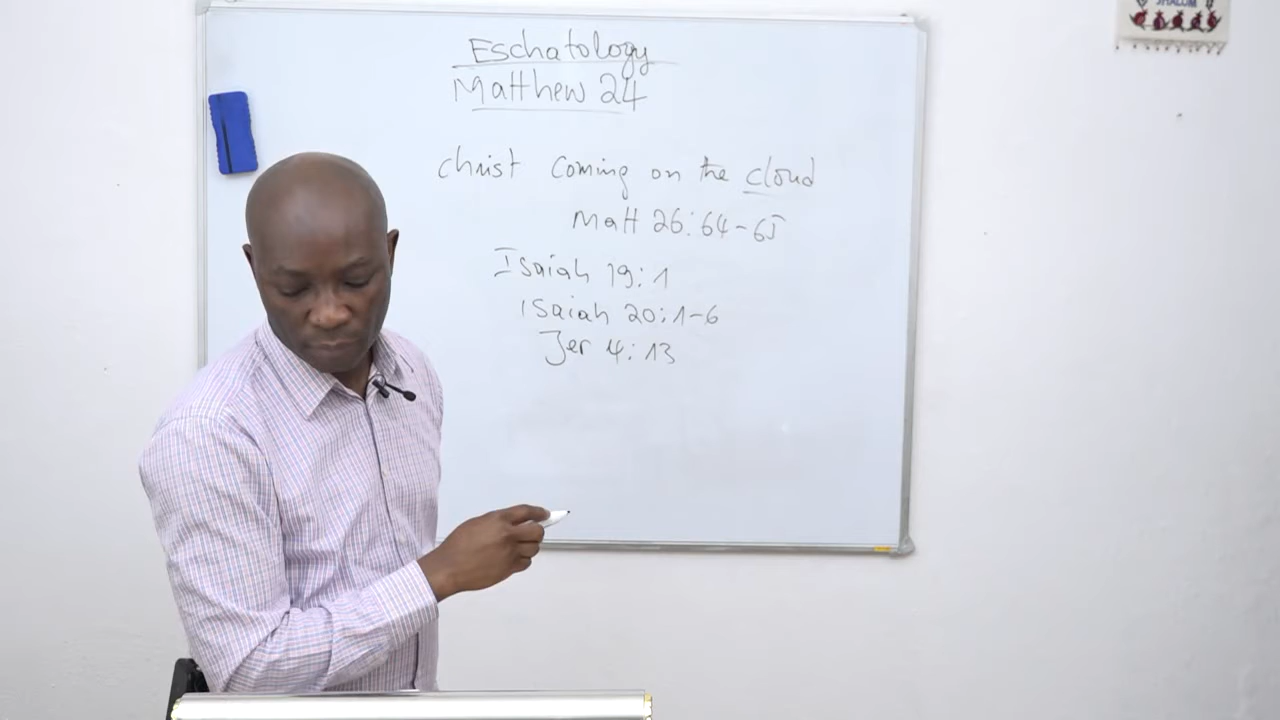 Eschatology
Matthew 24
Christ Coming on the cloud
Matt 26:64-65
Isaiah 19:1
Isaiah 20:1-6
Jer 4:13
SHALOM